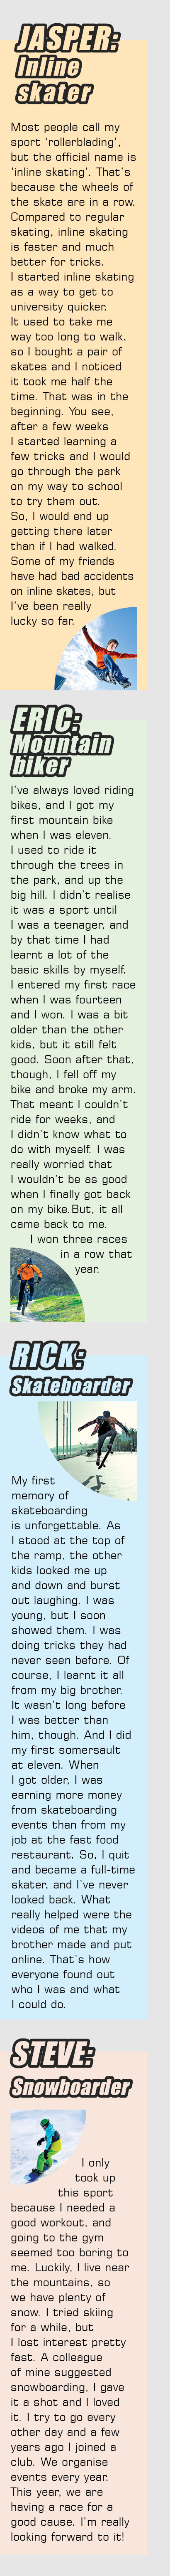 JASPER:
Inline
skater
Most people call my
sport ‘rollerblading’,
but the official name is
‘inline skating’. That’s
because the wheels of
the skate are in a row.
Compared to regular
skating, inline skating
is faster and much
better for tricks.
I started inline skating
as a way to get to
university quicker.
It used to take me
way too long to walk,
so I bought a pair of
skates and I noticed
it took me half the
time. That was in the
beginning. You see,
after a few weeks
I started learning a
few tricks and I would
go through the park
on my way to school
to try them out.
So, I would end up
getting there later
than if I had walked.
Some of my friends
have had bad accidents
on inline skates, but
I’ve been really
lucky so far.
ERIC:
Mountain
biker
I’ve always loved riding
bikes, and I got my
first mountain bike
when I was eleven.
I used to ride it
through the trees in
the park, and up the
big hill. I didn’t realise
it was a sport until
I was a teenager, and
by that time I had
learnt a lot of the
basic skills by myself.
I entered my first race
when I was fourteen
and I won. I was a bit
older than the other
kids, but it still felt
good. Soon after that,
though, I fell off my
bike and broke my arm.
That meant I couldn’t
ride for weeks, and
I didn’t know what to
do with myself. I was
really worried that
I wouldn’t be as good
when I finally got back
on my bike.But, it all
came back to me.
I won three races
in a row that
year.
RICK:
Skateboarder
My first
memory of
skateboarding
is unforgettable. As
I stood at the top of
the ramp, the other
kids looked me up
and down and burst
out laughing. I was
young, but I soon
showed them. I was
doing tricks they had
never seen before. Of
course, I learnt it all
from my big brother.
It wasn’t long before
I was better than
him, though. And I did
my first somersault
at eleven. When
I got older, I was
earning more money
from skateboarding
events than from my
job at the fast food
restaurant. So, I quit
and became a full-time
skater, and I’ve never
looked back. What
really helped were the
videos of me that my
brother made and put
online. That’s how
everyone found out
who I was and what
I could do.
STEVE:
Snowboarder
I only
took up
this sport
because I needed a
good workout, and
going to the gym
seemed too boring to
me. Luckily, I live near
the mountains, so
we have plenty of
snow. I tried skiing
for a while, but
I lost interest pretty
fast. A colleague
of mine suggested
snowboarding, I gave
it a shot and I loved
it. I try to go every
other day and a few
years ago I joined a
club. We organise
events every year.
This year, we are
having a race for a
good cause. I’m really
looking forward to it!